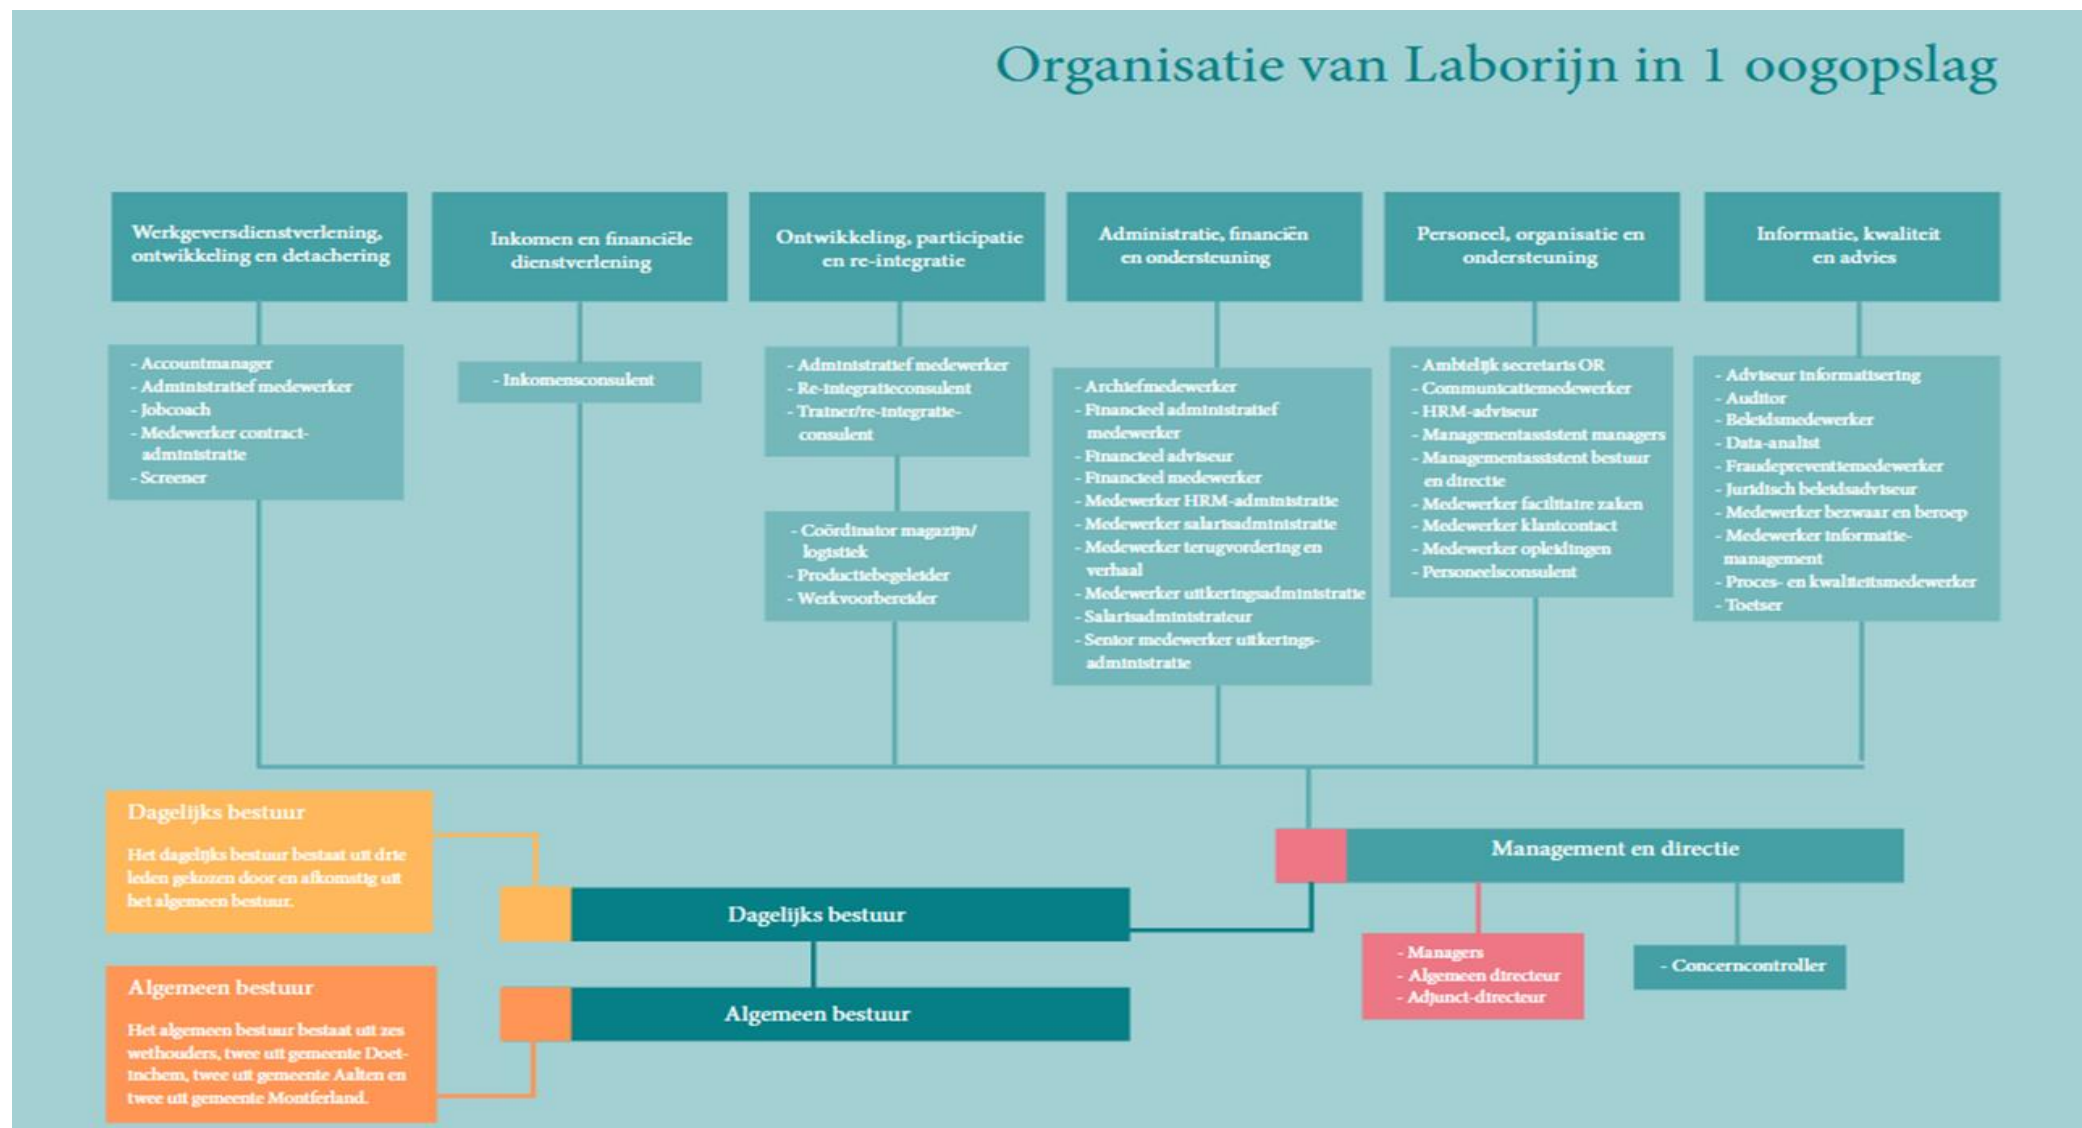 Organisatie van Laborijn in 1 oogopslag
Werkgeversdienstverlening,
ontwikkeling en detachering
- Accountmanager
- Administratief medewerker
- Jobcoach
- Medewerker contract-
administratie
- Screener
Inkomen en financiële
dienstverlening
- Inkomensconsulent
Ontwikkeling, participatie
en re-integratie
- Administratief medewerker
- Re-integratieconsulent
- Trainer/re-integratie-
consulent
- Coördinator magazijn/
logistiek
- Productiebegeleider
- Werkvoorbereider
Administratie, financiën
en ondersteuning
- Archiefmedewerker
- Financieel administratief
medewerker
- Financieel adviseur
- Financieel medewerker
- Medewerker HRM-administratie
- Medewerker salarisadministratie
- Medewerker terugvordering en
verhaal
- Medewerker uitkeringsadministratie
- Salarisadministrateur
- Senior medewerker uitkerings-
administratie
Personeel, organisatie en
ondersteuning
- Ambtelijk secretaris OR
- Communicatiemedewerker
- HRM-adviseur
- Managementassistent managers
- Managementassistent bestuur
en directie
- Medewerker facilitaire zaken
- Medewerker klantcontact
- Medewerker opleidingen
- Personeelsconsulent
Informatie, kwaliteit
en advies
- Adviseur informatisering
- Auditor
- Beleidsmedewerker
- Data-analist
- Fraudepreventiemedewerker
- Juridisch beleidsadviseur
- Medewerker bezwaar en beroep
- Medewerker informatie-
management
- Proces- en kwaliteitsmedewerker
- Toetser
Dagelijks bestuur
Het dagelijks bestuur bestaat uit drie
leden gekozen door en afkomstig uit
het algemeen bestuur.
Dagelijks bestuur
Algemeen bestuur
Het algemeen bestuur bestaat uit zes
wethouders, twee uit gemeente Doet-
inchem, twee uit gemeente Aalten en
twee uit gemeente Montferland.
Algemeen bestuur
Management en directie
- Managers
- Algemeen directeur
- Adjunct-directeur
- Concerncontroller